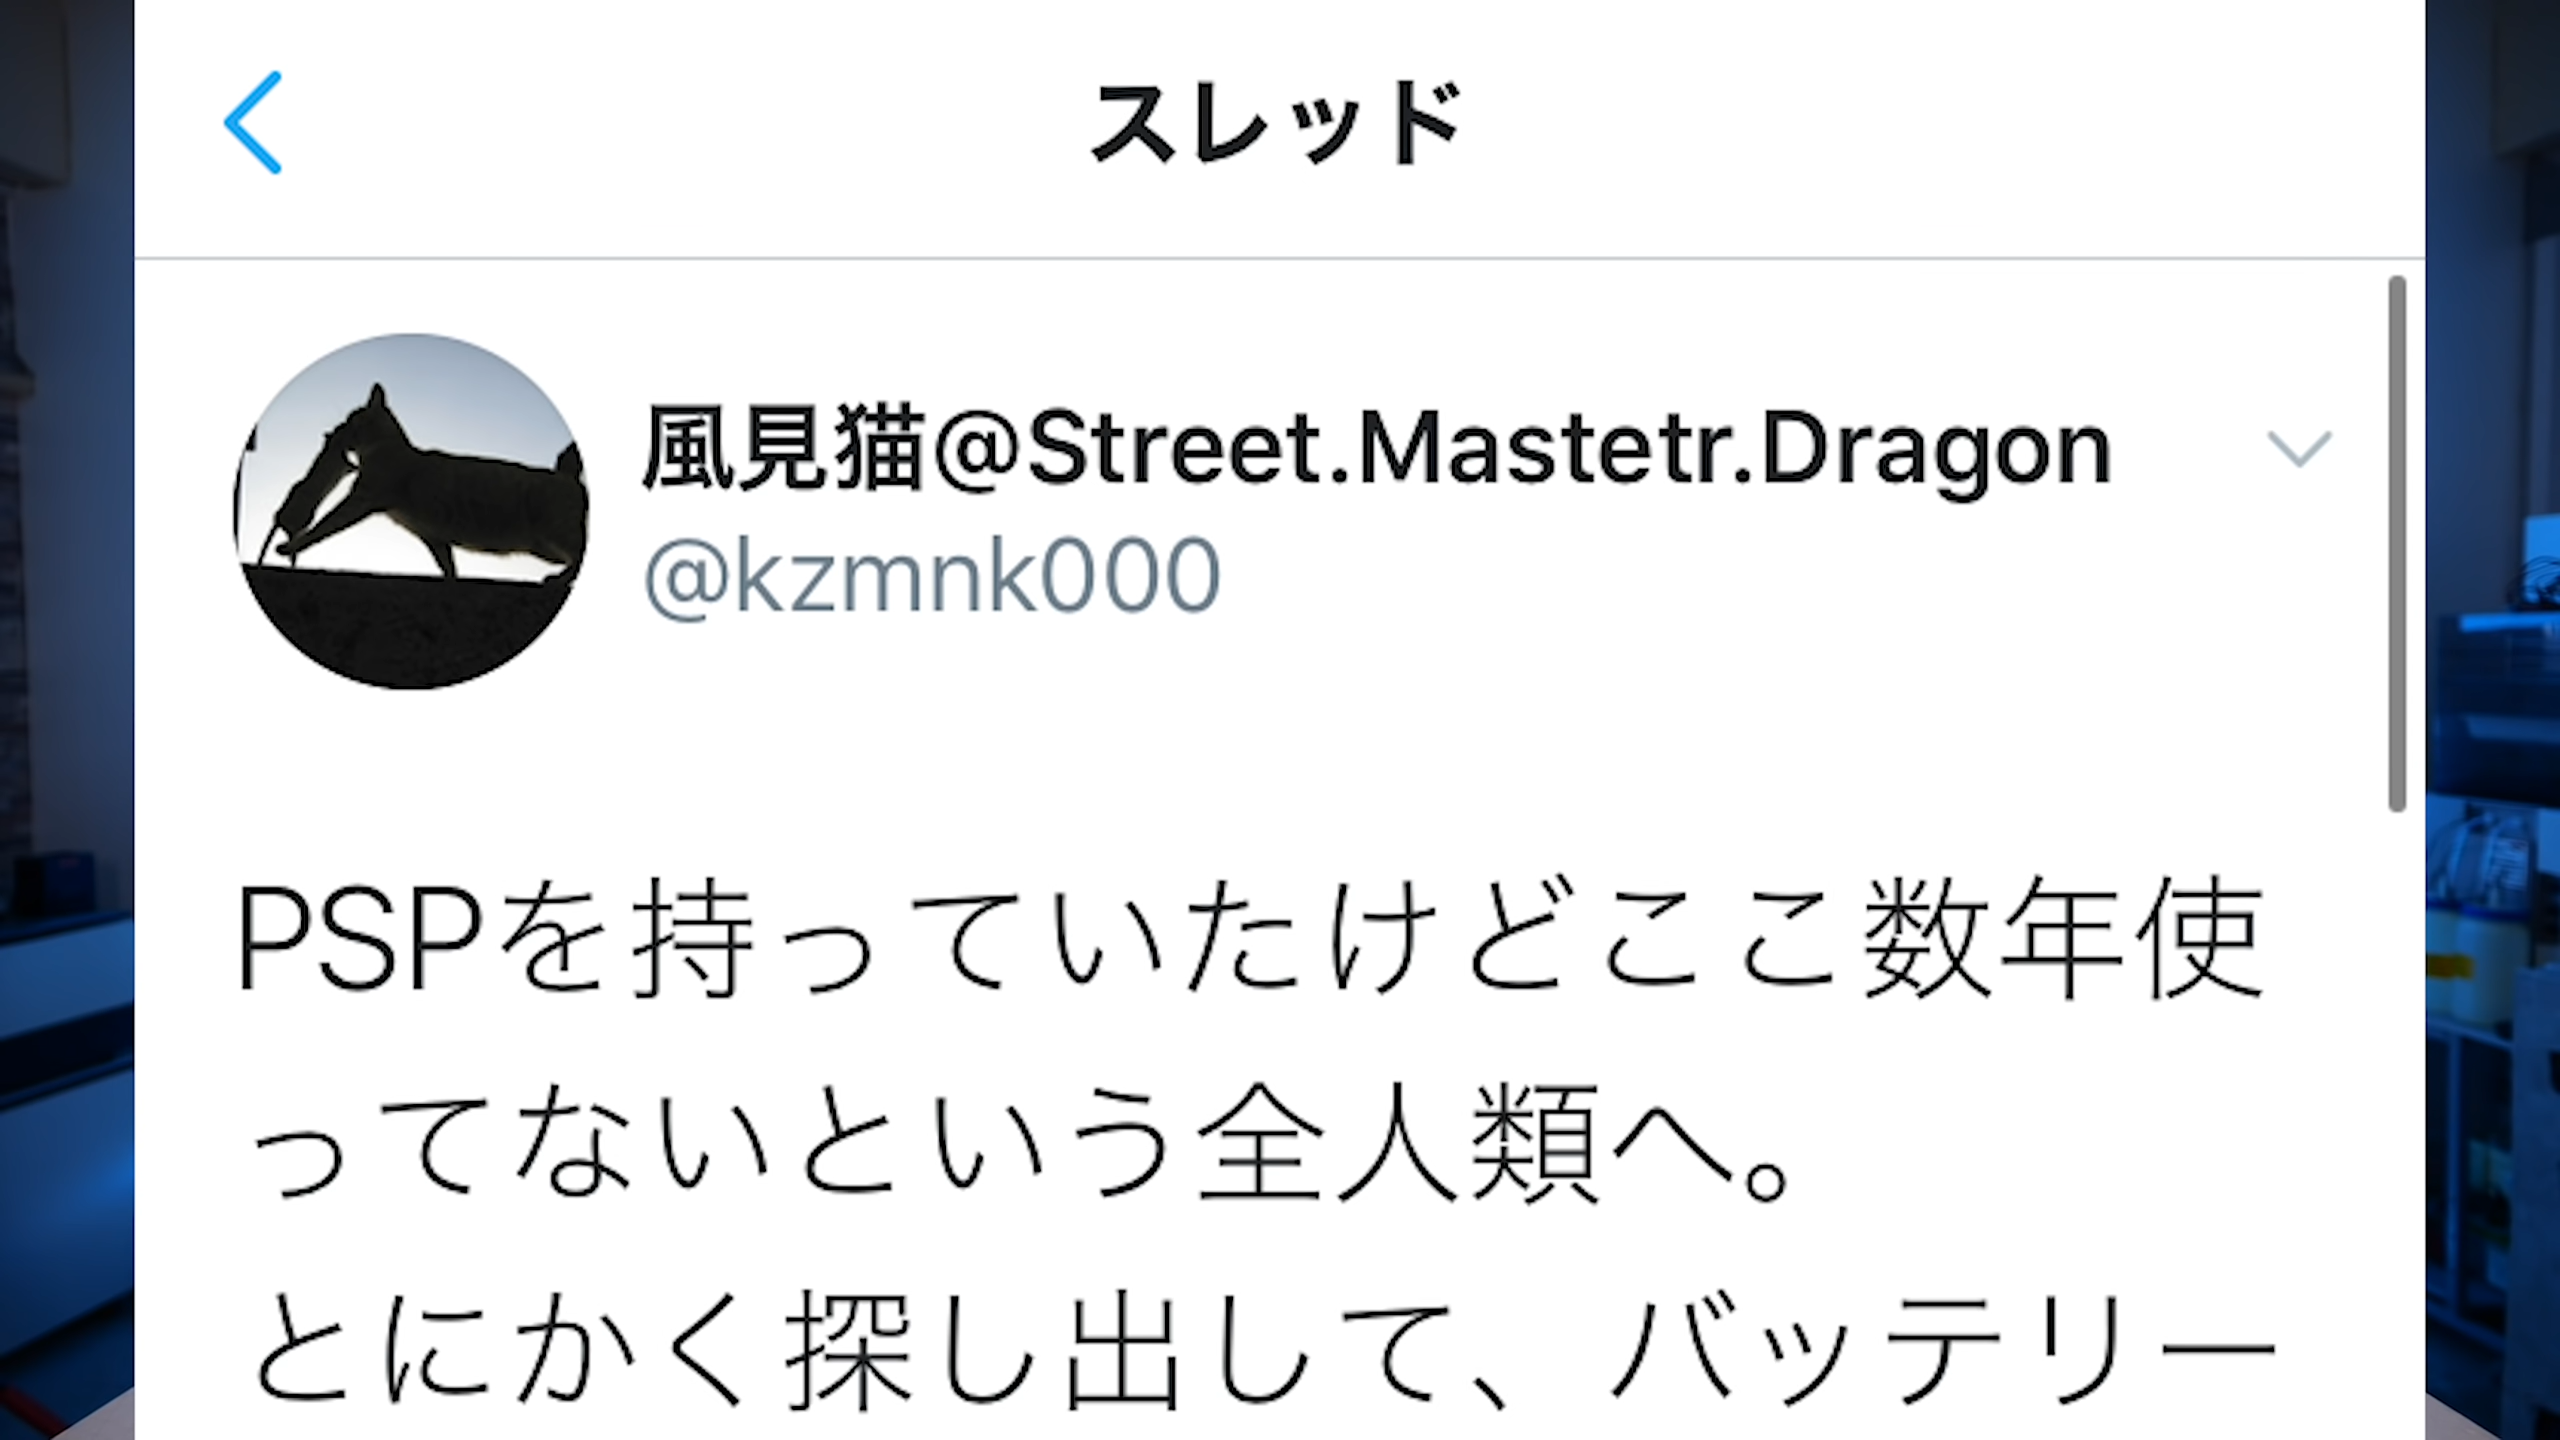 スレッド
風見猫@Street.Mastetr.Dragon
@kzmnk000
PSPを持っていたけどここ数年使
ってないという全人類へ。
とにかく探し出して、バッテリー